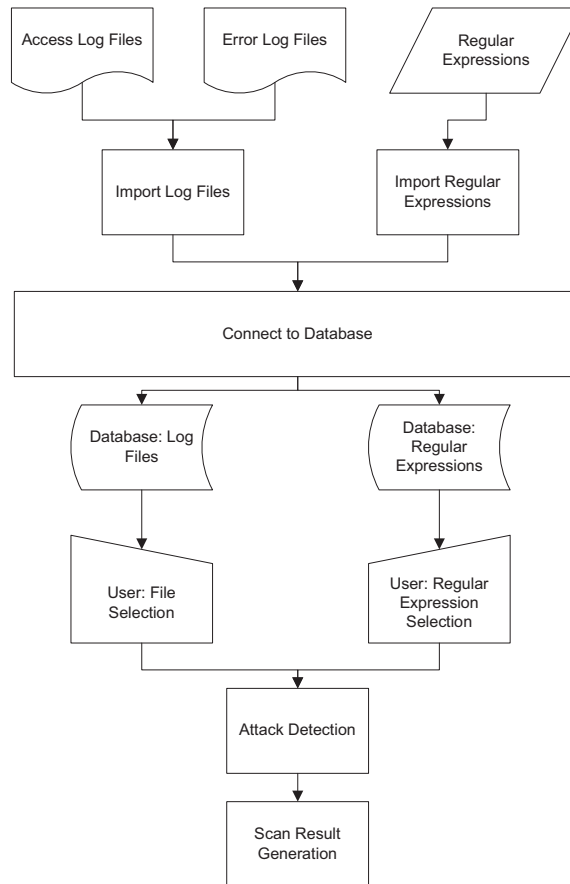 Access Log Files
Error Log Files
Regular
Expressions
Import Log Files
Import Regular
Expressions
Connect to Database
Database: Log
Files
Database:
Regular
Expressions
User: File
Selection
User: Regular
Expression
Selection
Attack Detection
Scan Result
Generation